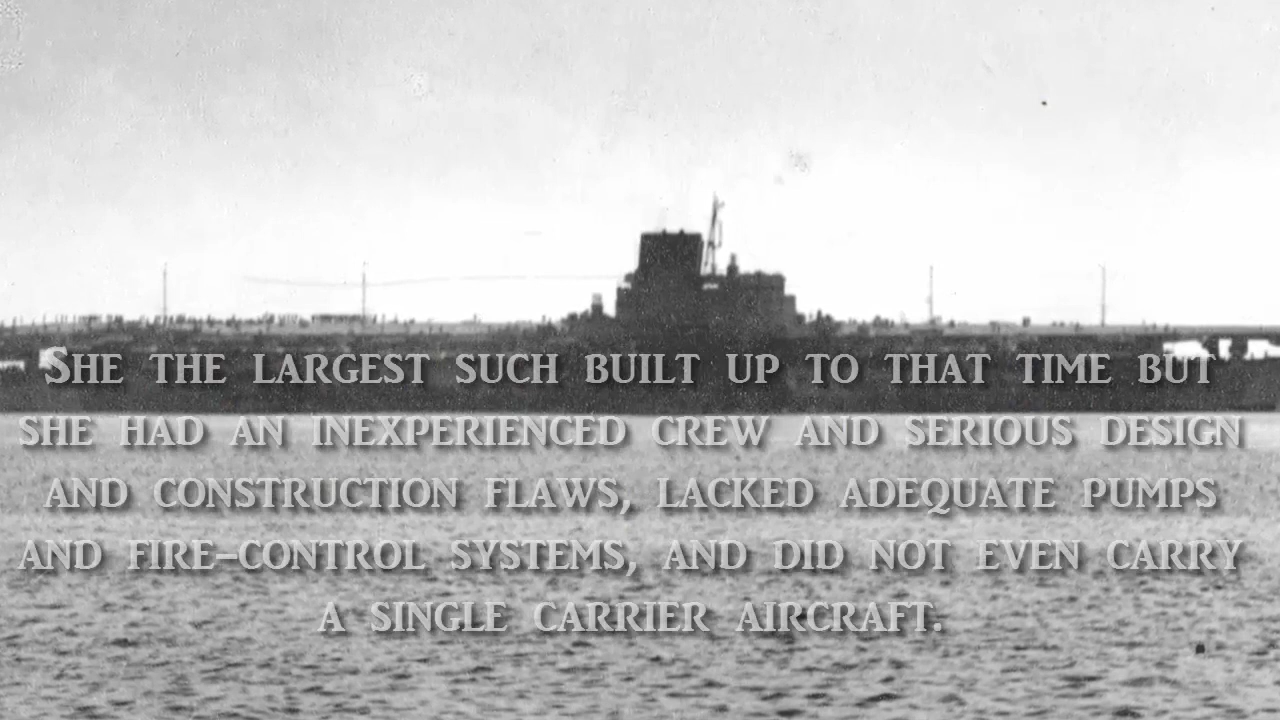 She the largest such built up to that time but
she had an inexperienced crew and serious design
and construction flaws, lacked adequate pumps
and fire-control systems, and did not even carry
a single carrier aircraft.